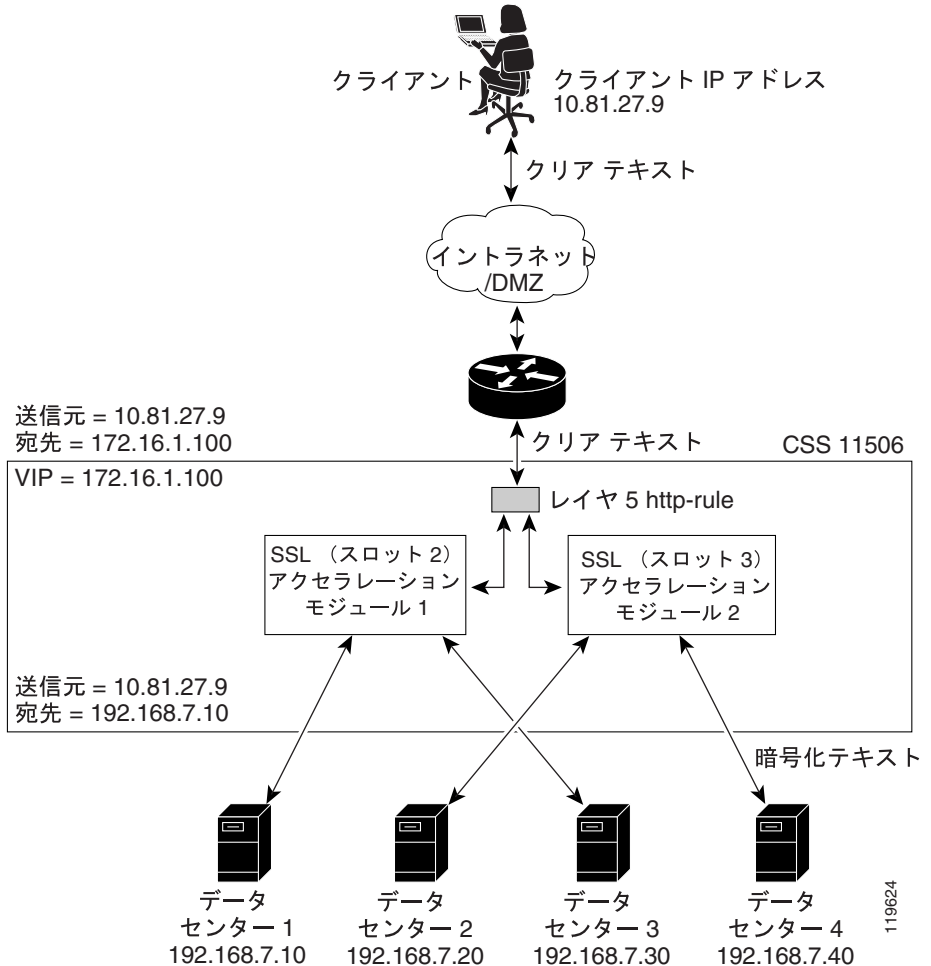 クライアント
クライアント IP アドレス
10.81.27.9
クリア テキスト
イントラネット
/DMZ
送信元 = 10.81.27.9
宛先 = 172.16.1.100
クリア テキスト
CSS 11506
VIP = 172.16.1.100
レイヤ 5 http-rule
SSL （スロット 2）
アクセラレーション
モジュール 1
SSL （スロット 3）
アクセラレーション
モジュール 2
送信元 = 10.81.27.9
宛先 = 192.168.7.10
暗号化テキスト
データ
センター 1
192.168.7.10
データ
センター 2
192.168.7.20
データ
センター 3
192.168.7.30
データ
センター 4
192.168.7.40
119624